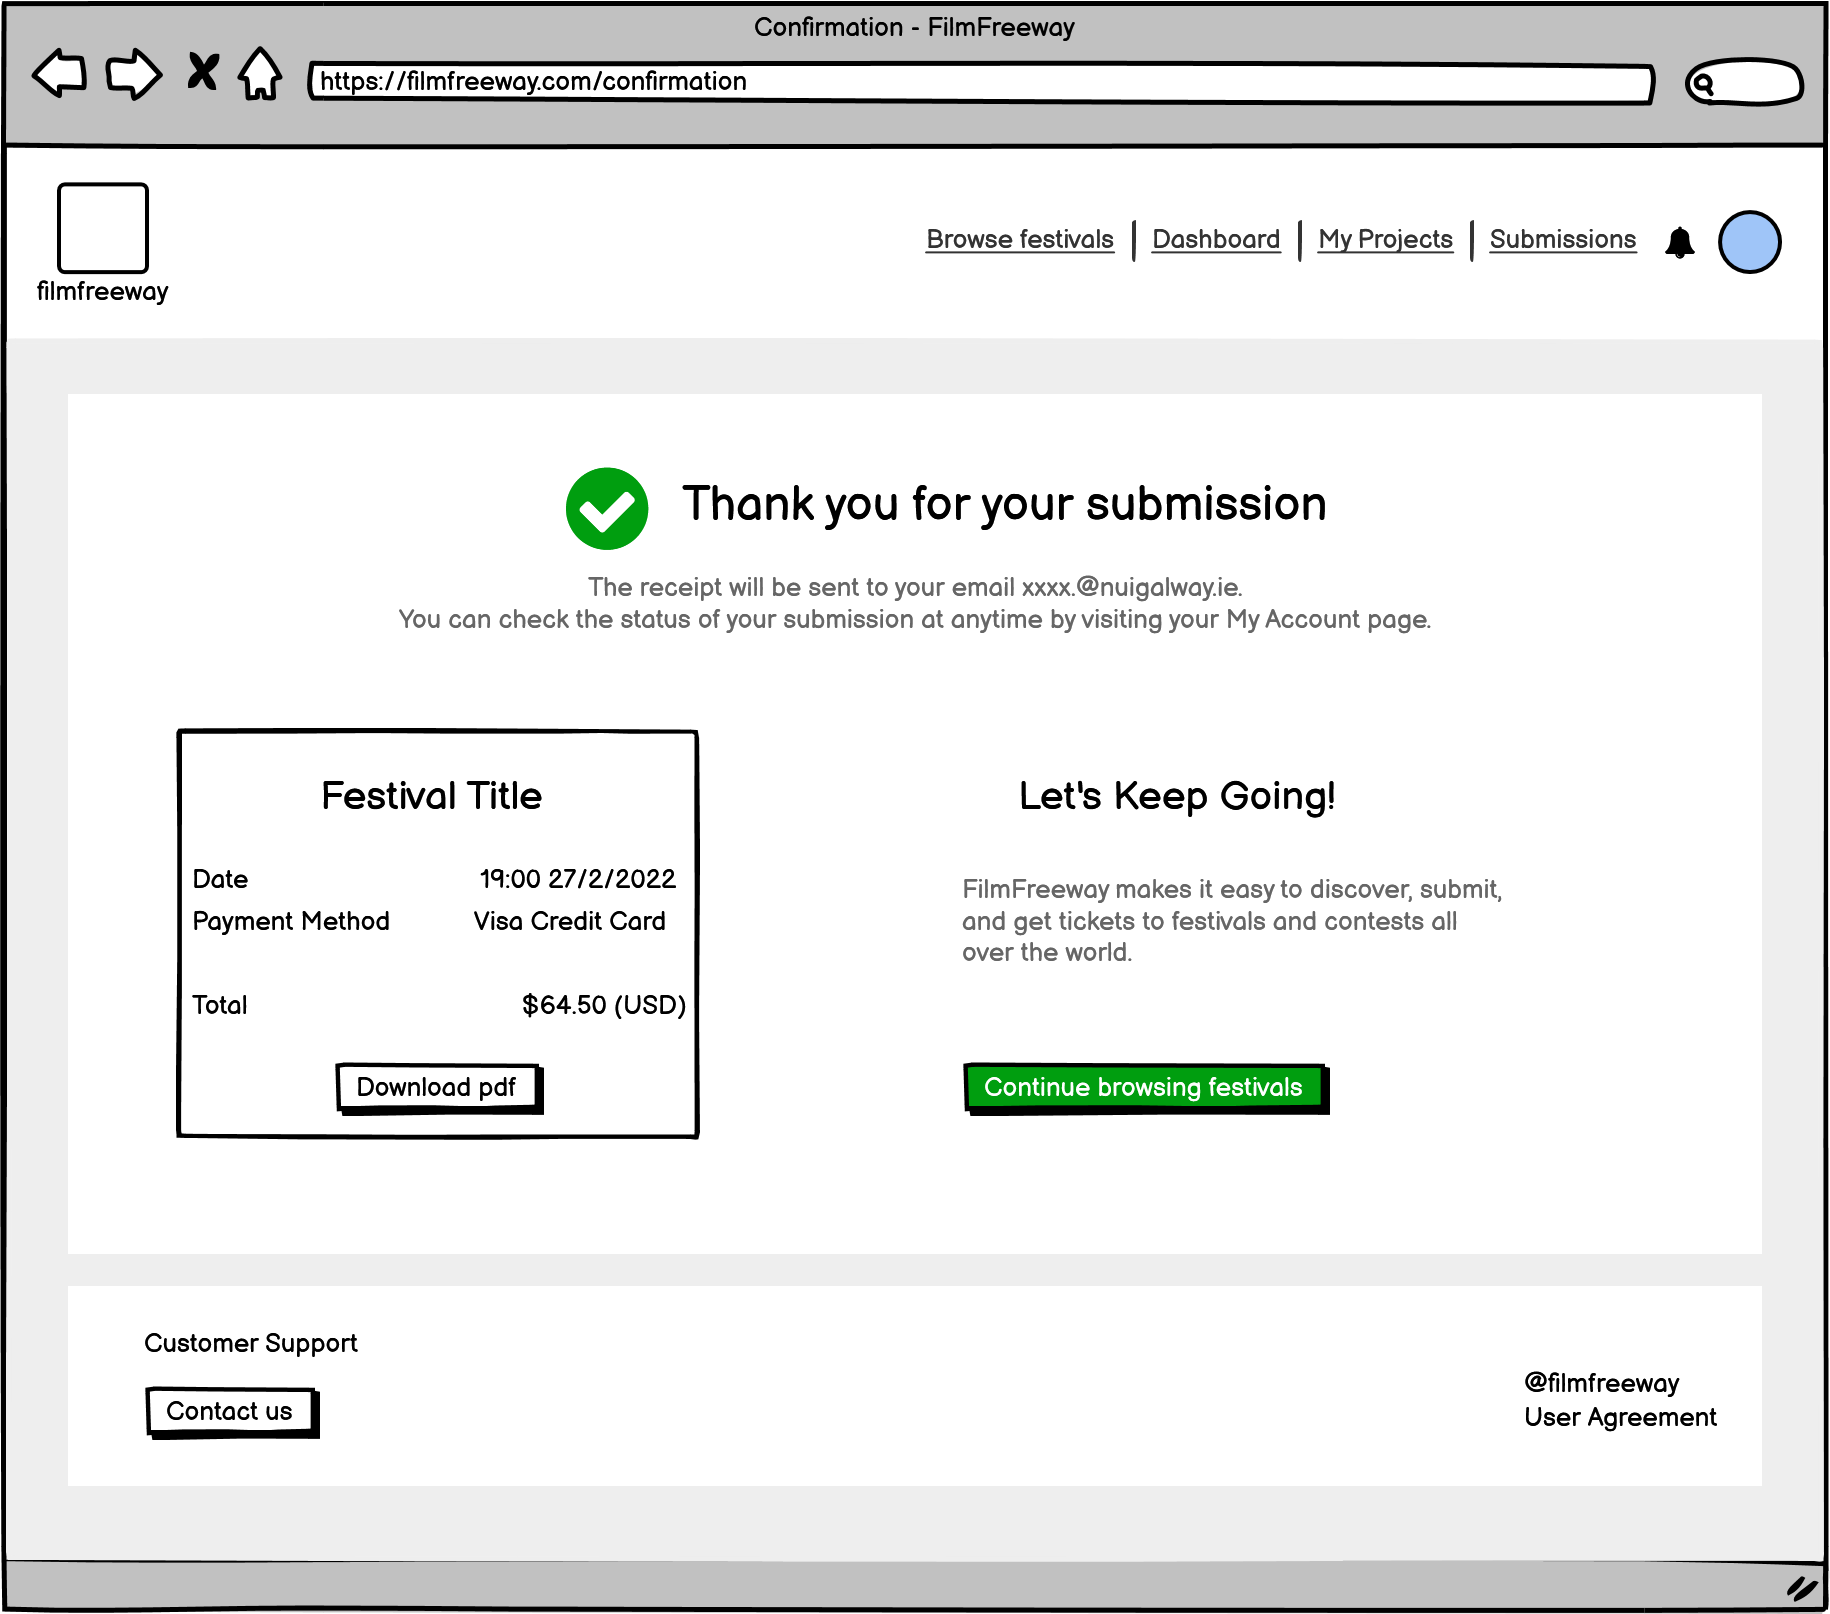 Confirmation - FilmFreeway
https://filmfreeway.com/confirmation
filmfreeway
Browse festivals
Dashboard
My Projects
Submissions
Thank you for your submission
The receipt will be sent to your email xxxx.@nuigalway.ie.
You can check the status of your submission at anytime by visiting your My Account page.
Festival Title
Date 19:00 27/2/2022
Payment Method Visa Credit Card
Total $64.50 (USD)
Download pdf
Let's Keep Going!
FilmFreeway makes it easy to discover, submit,
and get tickets to festivals and contests all
over the world.
Continue browsing festivals
Customer Support
Contact us
@filmfreeway
User Agreement